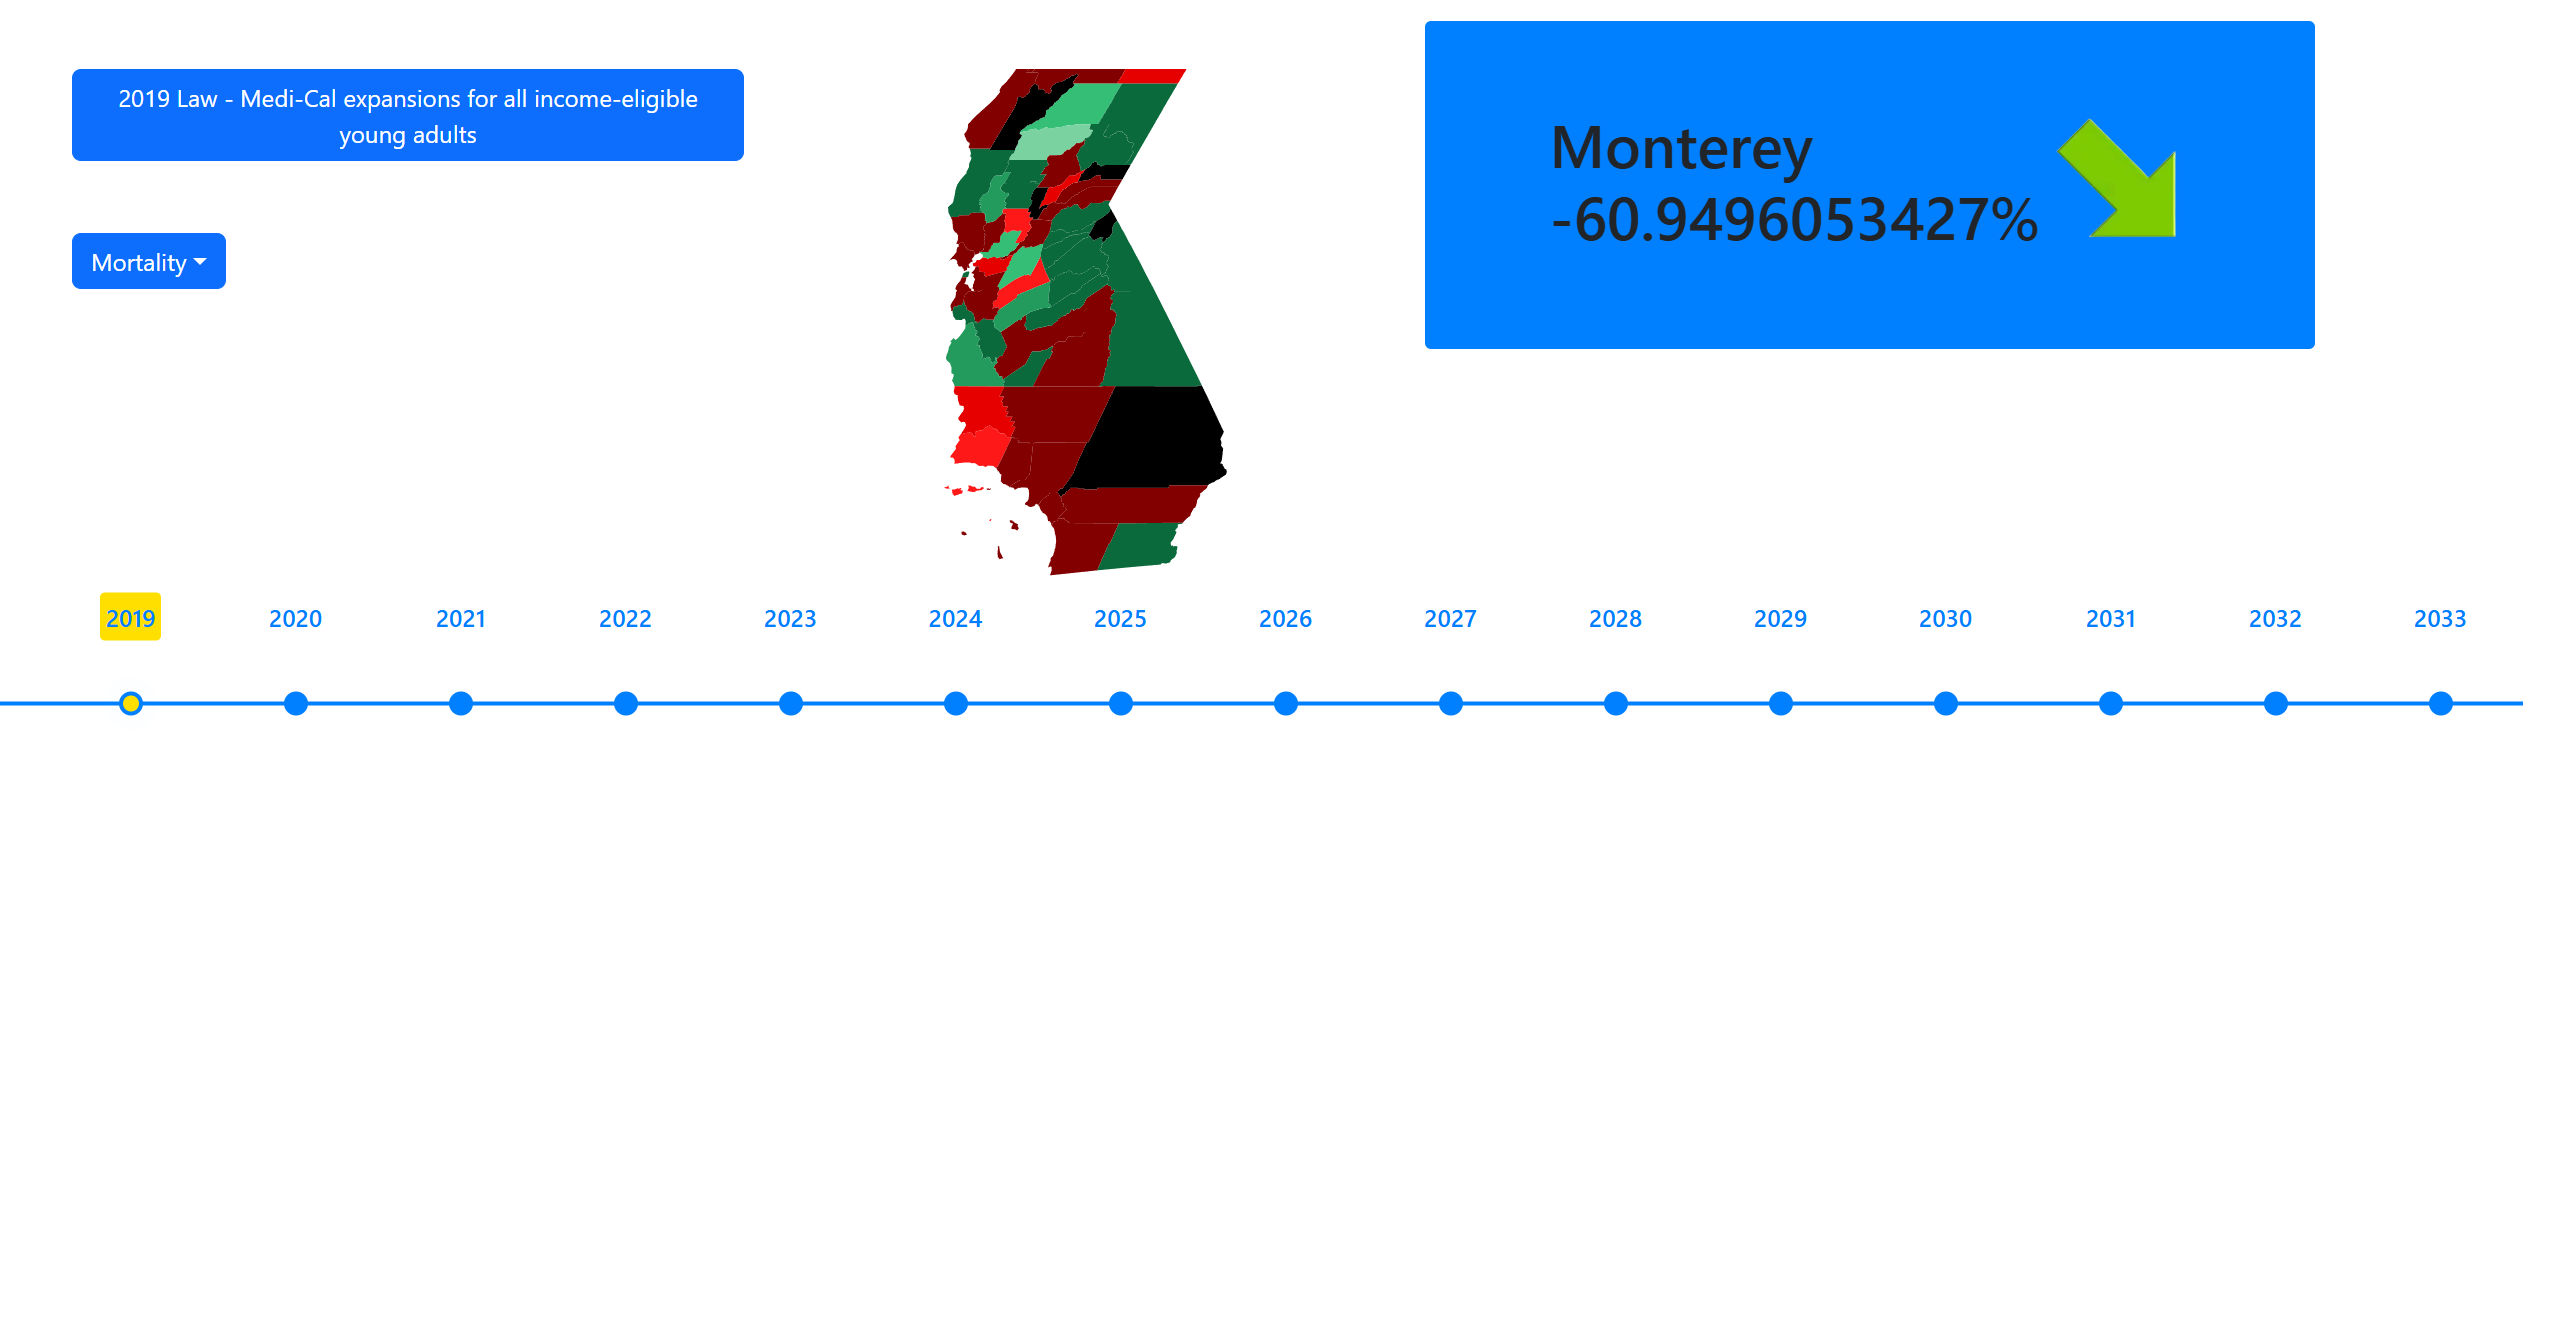 2019 Law - Medi-Cal expansions for all income-eligible
young adults
Mortality
Monterey
-60.9496053427%
2019 2020 2021 2022 2023 2024 2025 2026 2027 2028 2029 2030 2031 2032 2033